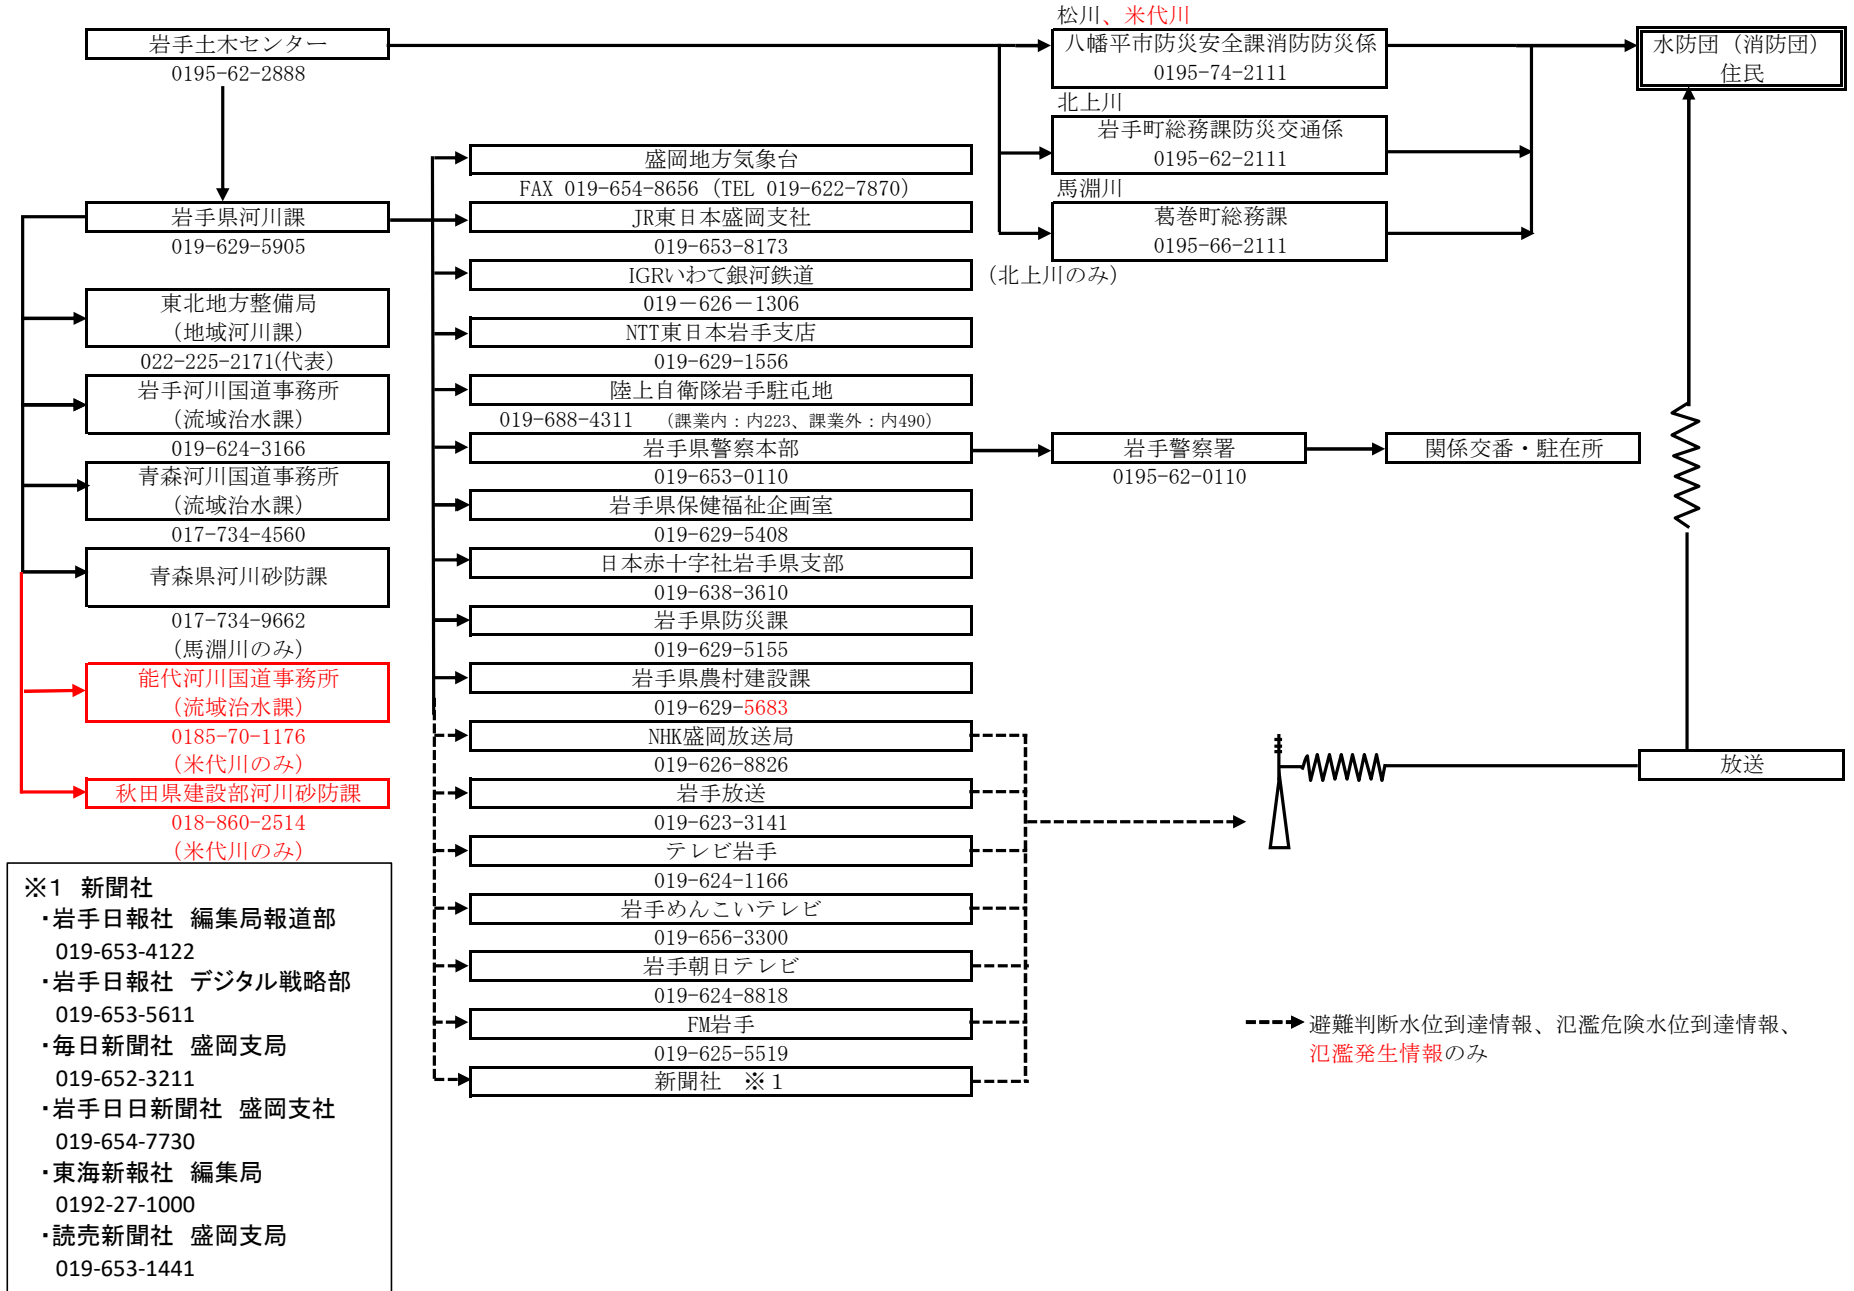 岩手土木センター
0195-62-2888
岩手県河川課
019-629-5905
東北地方整備局
(地域河川課)
022-225-2171(代表)
岩手河川国道事務所
(流域治水課)
019-624-3166
青森河川国道事務所
(流域治水課)
017-734-4560
青森県河川砂防課
017-734-9662
(馬淵川のみ)
能代河川国道事務所
(流域治水課)
0185-70-1176
(米代川のみ)
秋田県建設部河川砂防課
018-860-2514
(米代川のみ)
※1 新聞社
・岩手日報社 編集局報道部
019-653-4122
・岩手日報社 デジタル戦略部
019-653-5611
・毎日新聞社 盛岡支局
019-652-3211
・岩手日日新聞社 盛岡支社
019-654-7730
・東海新報社 編集局
0192-27-1000
・読売新聞社 盛岡支局
019-653-1441
盛岡地方気象台
FAX 019-654-8656 (TEL 019-622-7870)
JR東日本盛岡支社
019-653-8173
IGRいわて銀河鉄道
(北上川のみ)
019－626－1306
NTT東日本岩手支店
019-629-1556
陸上自衛隊岩手駐屯地
019-688-4311 (課業内：内223、課業外：内490)
岩手県警察本部
019-653-0110
岩手県保健福祉企画室
019-629-5408
日本赤十字社岩手県支部
019-638-3610
岩手県防災課
019-629-5155
岩手県農村建設課
019-629-5683
NHK盛岡放送局
019-626-8826
岩手放送
019-623-3141
テレビ岩手
019-624-1166
岩手めんこいテレビ
019-656-3300
岩手朝日テレビ
019-624-8818
FM岩手
019-625-5519
新聞社 ※1
松川、米代川
八幡平市防災安全課消防防災係
0195-74-2111
北上川
岩手町総務課防災交通係
0195-62-2111
馬淵川
葛巻町総務課
0195-66-2111
岩手警察署
0195-62-0110
関係交番・駐在所
水防団（消防団）
住民
放送
避難判断水位到達情報、氾濫危険水位到達情報、
氾濫発生情報のみ